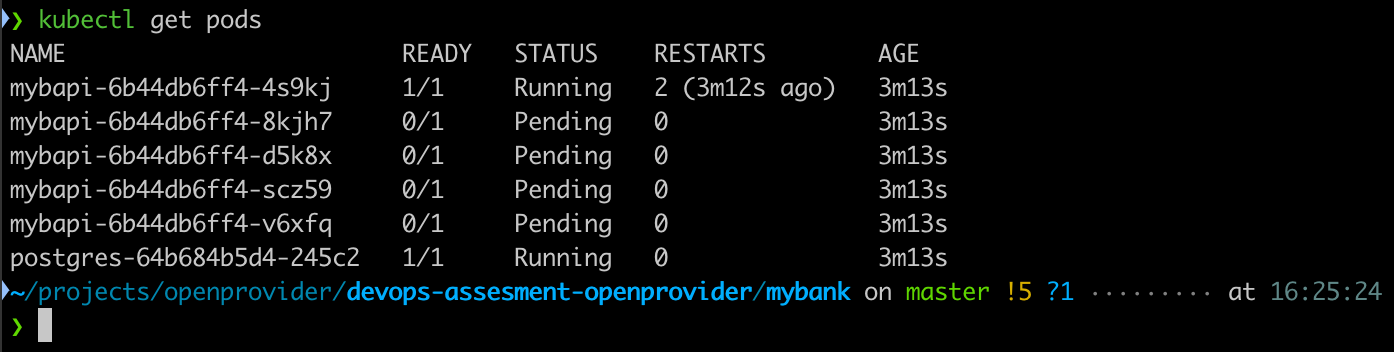 ❯ kubectl get pods
NAME READY STATUS RESTARTS AGE
mybapi-6b44db6ff4-4s9kj 1/1 Running 2 (3m12s ago) 3m13s
mybapi-6b44db6ff4-8kjh7 0/1 Pending 0 3m13s
mybapi-6b44db6ff4-d5k8x 0/1 Pending 0 3m13s
mybapi-6b44db6ff4-scz59 0/1 Pending 0 3m13s
mybapi-6b44db6ff4-v6xfq 0/1 Pending 0 3m13s
postgres-64b684b5d4-245c2 1/1 Running 0 3m13s
~/projects/openprovider/devops-assesment-openprovider/mybank on master !5 ?1 ········· at 16:25:24
❯